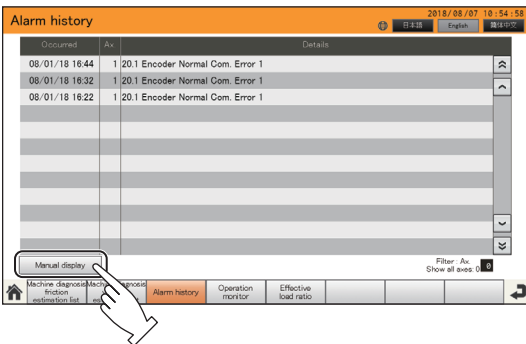 Alarm history
2018/08/07 10:54:58
日本語 English 简体中文
Occurred Ax. Details
08/01/18 16:44 1 20.1 Encoder Normal Com. Error 1
08/01/18 16:32 1 20.1 Encoder Normal Com. Error 1
08/01/18 16:22 1 20.1 Encoder Normal Com. Error 1
Manual display
Filter : Ax.
Show all axes: 0
0
Machine diagnosis
friction
estimation list
Alarm history
Operation
monitor
Effective
load ratio